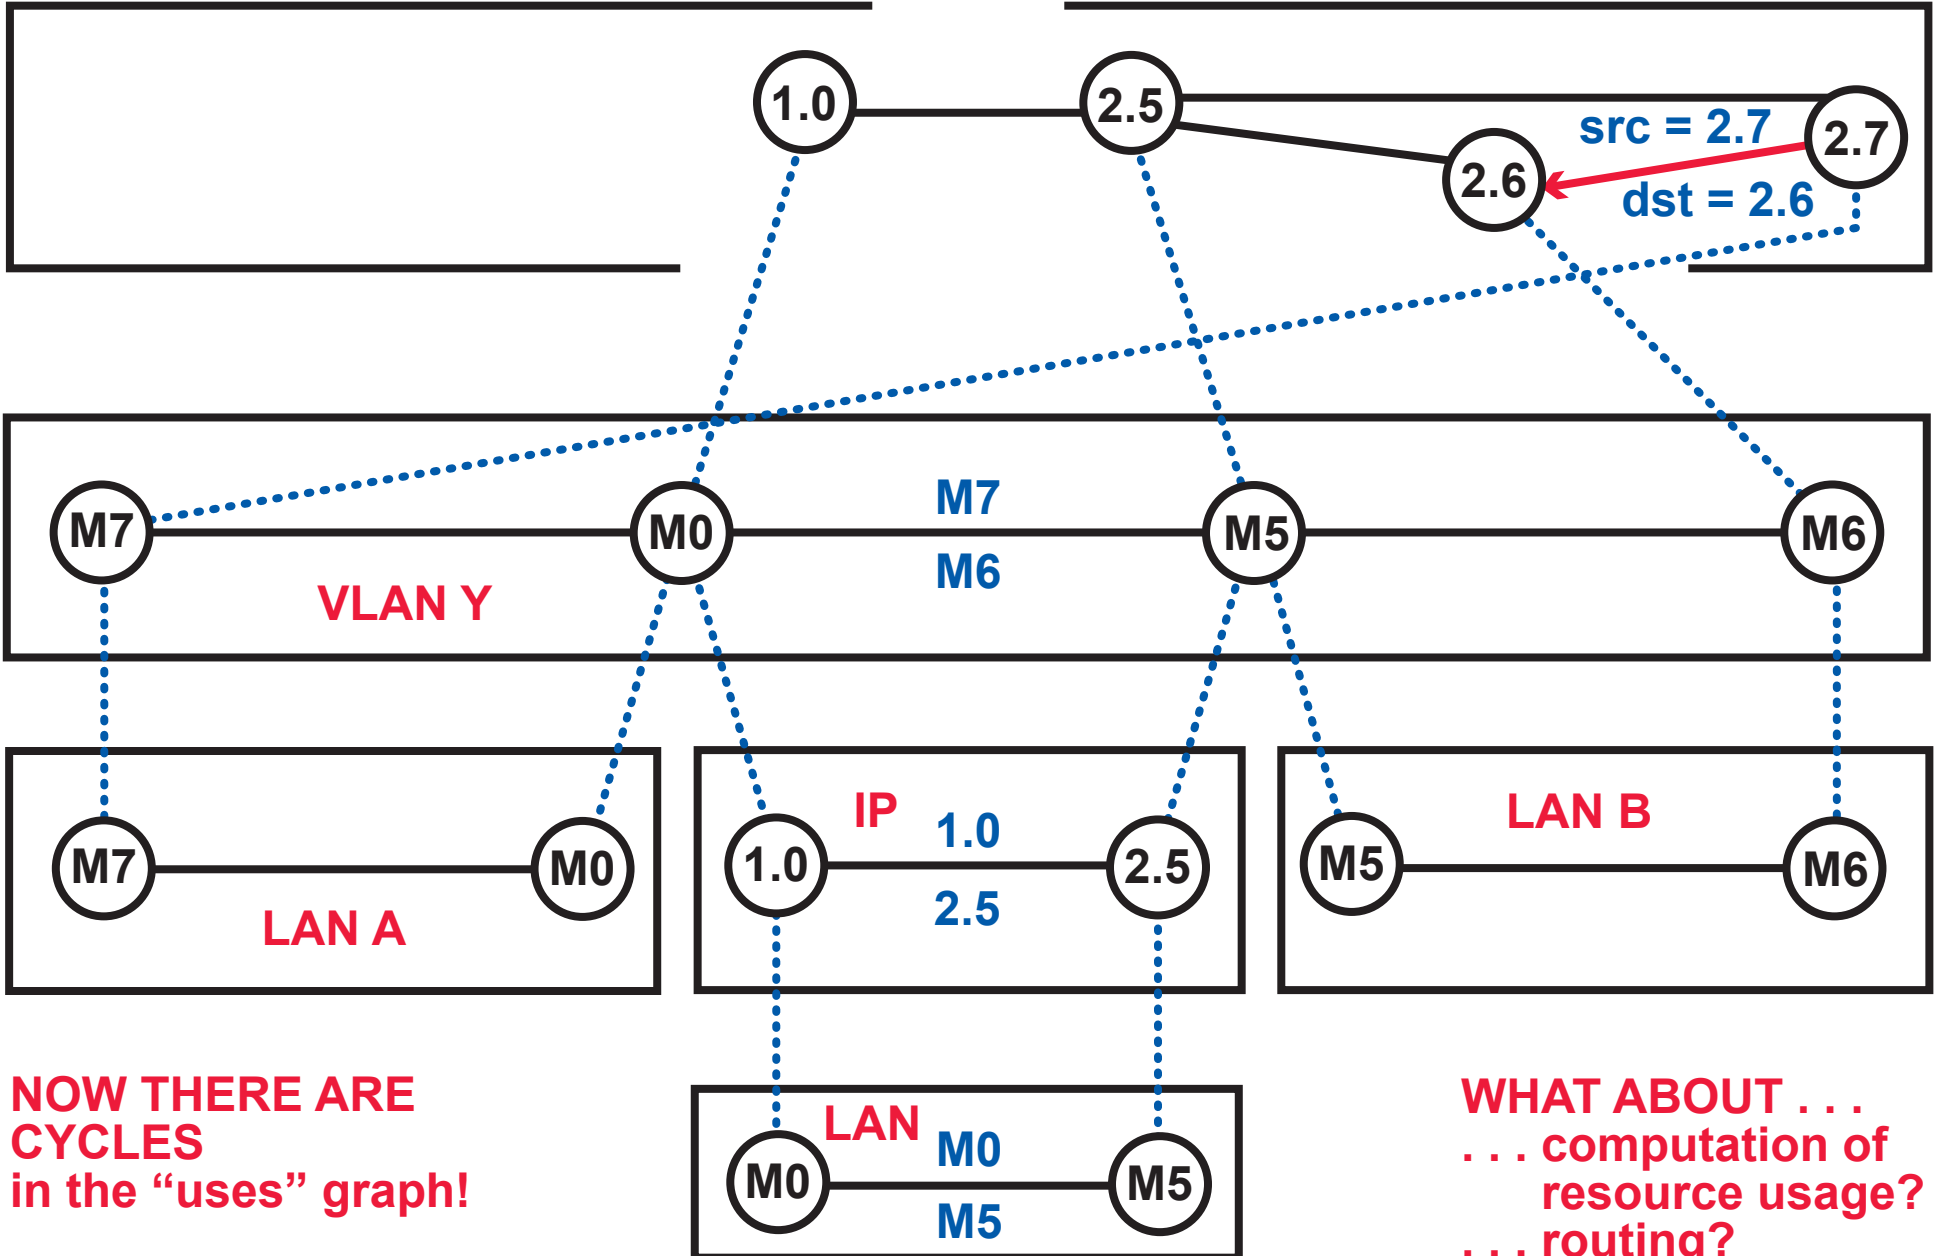 1.0
2.5
src = 2.7
2.7
2.6
dst = 2.6
M7
M7
M0
M5
M6
M6
VLAN Y
IP
1.0
LAN B
M7
M0
1.0
2.5
M5
M6
2.5
LAN A
NOW THERE ARE
CYCLES
in the “uses” graph!
LAN
M0
M0
M5
M5
WHAT ABOUT . . .
. . . computation of
resource usage?
. . . routing?